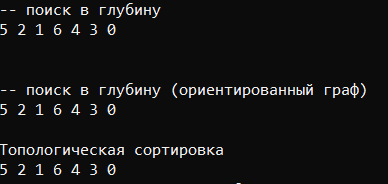 -- поиск в глубину
5 2 1 6 4 3 0
-- поиск в глубину (ориентированный граф)
5 2 1 6 4 3 0
Топологическая сортировка
5 2 1 6 4 3 0